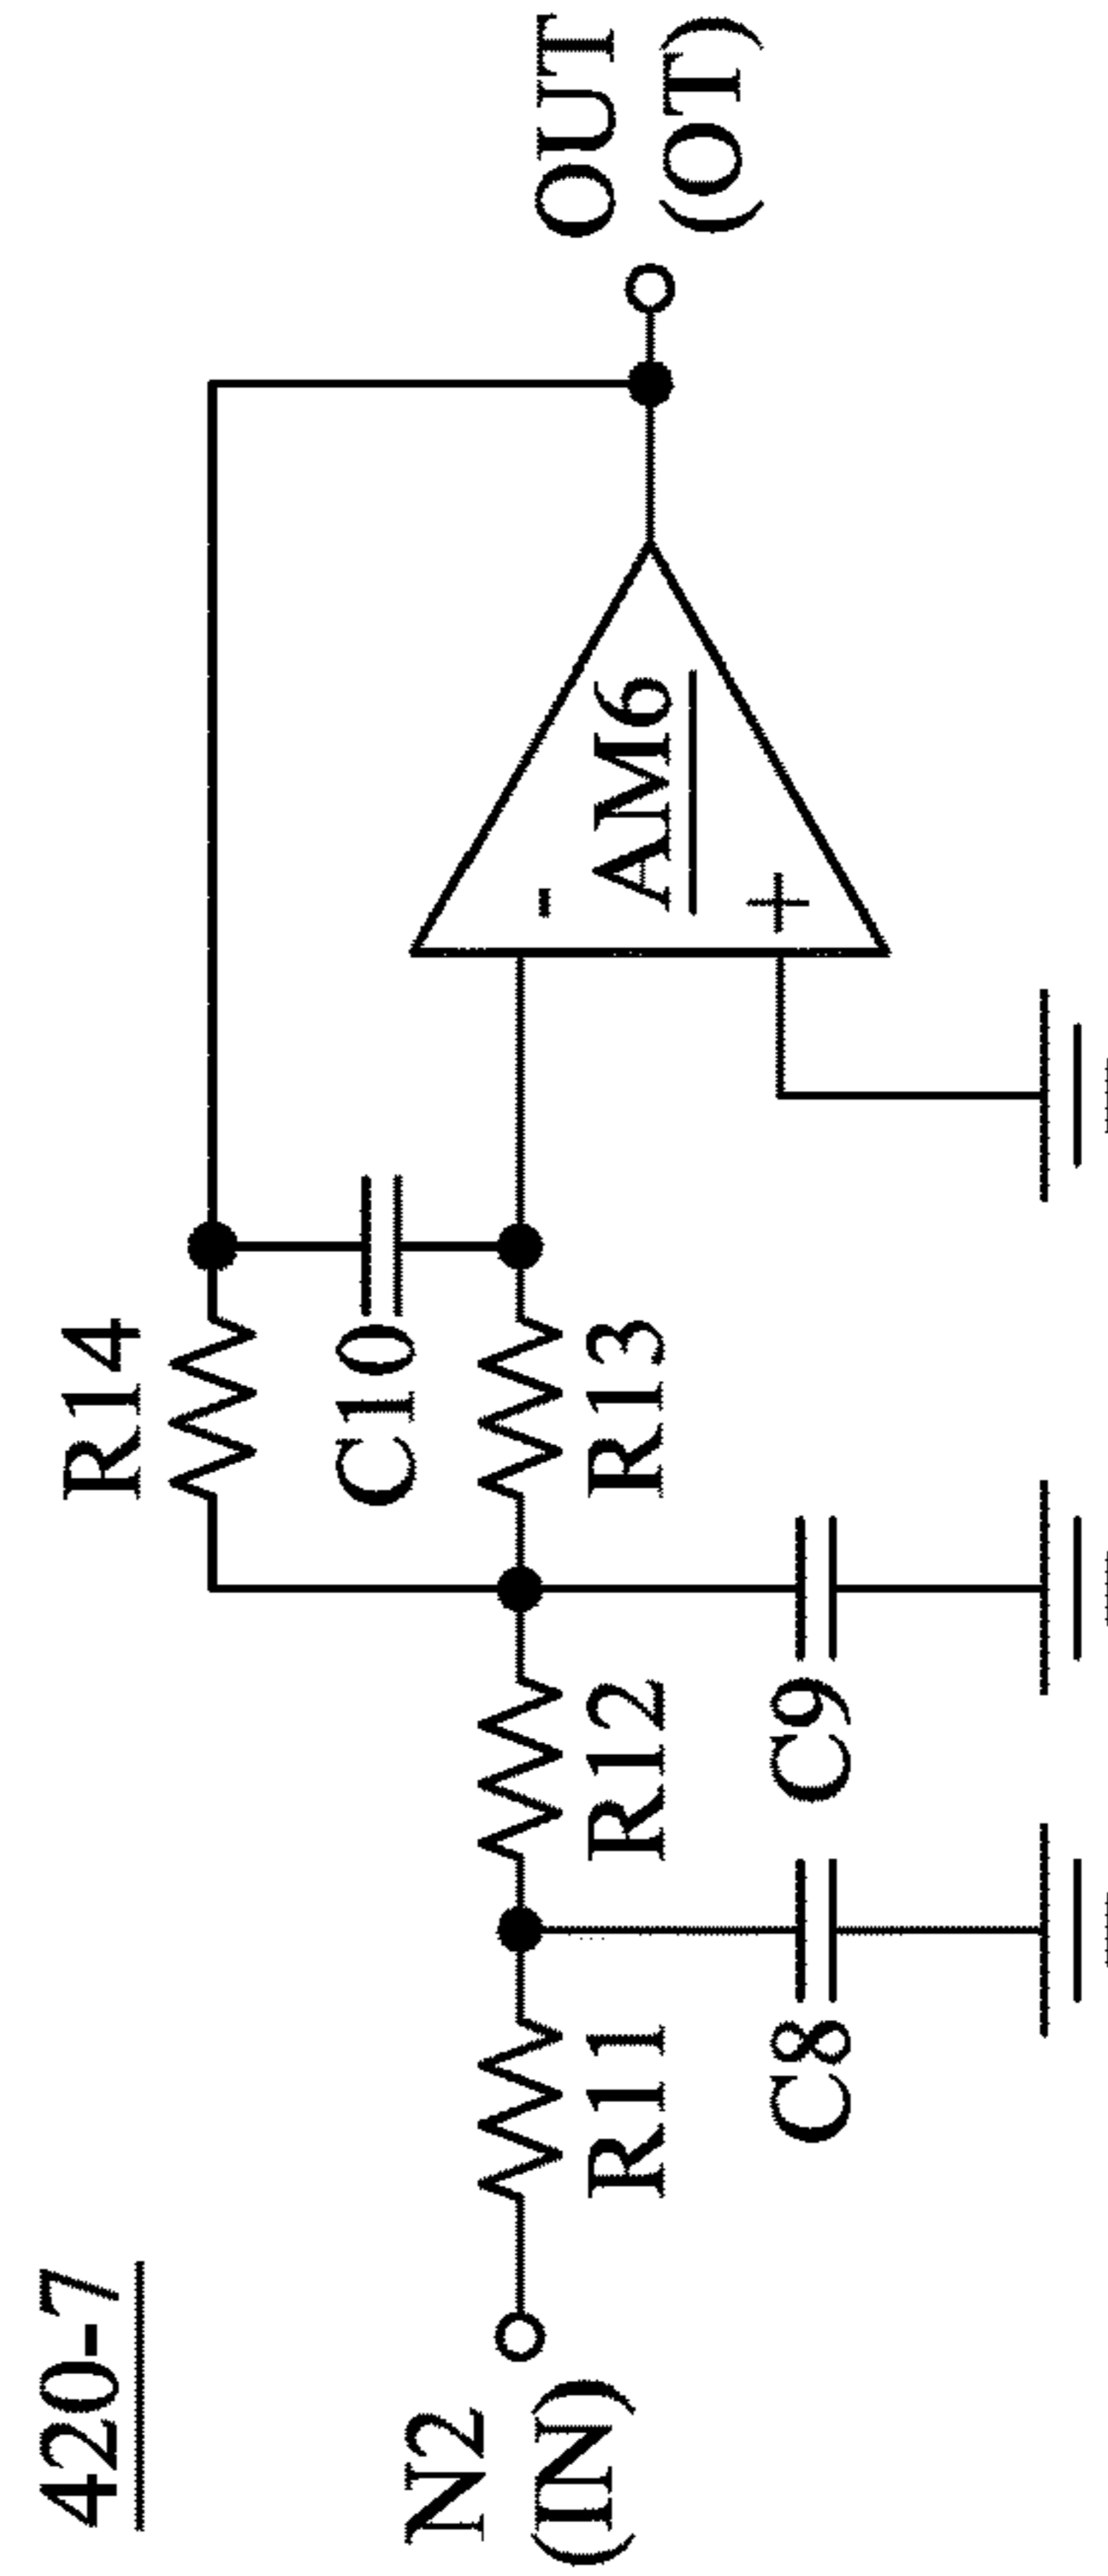 420-7
R14
C10
N2
(IN)
R11
R12
R13
C8
C9
-
AM6
+
OUT
(OT)